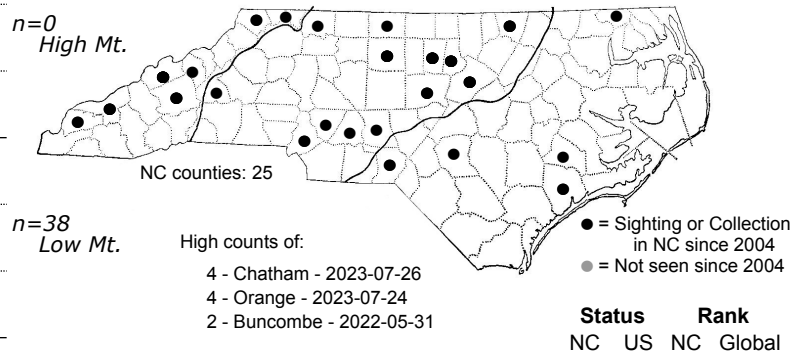 n=0
High Mt.
NC counties: 25
n=38
Low Mt.
High counts of:
4 - Chatham - 2023-07-26
4 - Orange - 2023-07-24
2 - Buncombe - 2022-05-31
= Sighting or Collection
in NC since 2004
= Not seen since 2004
Status Rank
NC US NC Global